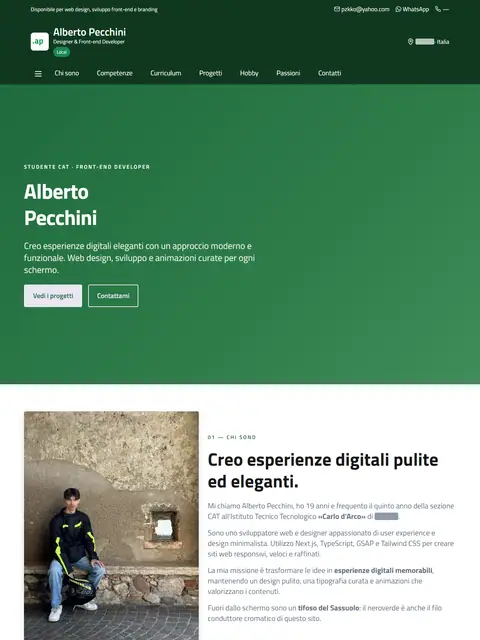 Disponibile per web design, sviluppo front-end e branding
pzkko@yahoo.com WhatsApp —
.ap
Alberto Pecchini
Designer & Front-end Developer
Local
Italia
Chi sono Competenze Curriculum Progetti Hobby Passioni Contatti
STUDENTE CAT · FRONT-END DEVELOPER
Alberto
Pecchini
Creo esperienze digitali eleganti con un approccio moderno e
funzionale. Web design, sviluppo e animazioni curate per ogni
schermo.
Vedi i progetti Contattami
01 — CHI SONO
Creo esperienze digitali pulite
ed eleganti.
Mi chiamo Alberto Pecchini, ho 19 anni e frequento il quinto anno della sezione
CAT all'Istituto Tecnico Tecnologico «Carlo d'Arco» di .
Sono uno sviluppatore web e designer appassionato di user experience e
design minimalista. Utilizzo Next.js, TypeScript, GSAP e Tailwind CSS per creare
siti web responsivi, veloci e raffinati.
La mia missione è trasformare le idee in esperienze digitali memorabili,
mantenendo un design pulito, una tipografia curata e animazioni che
valorizzano i contenuti.
Fuori dallo schermo sono un tifoso del Sassuolo: il neroverde è anche il filo
conduttore cromatico di questo sito.